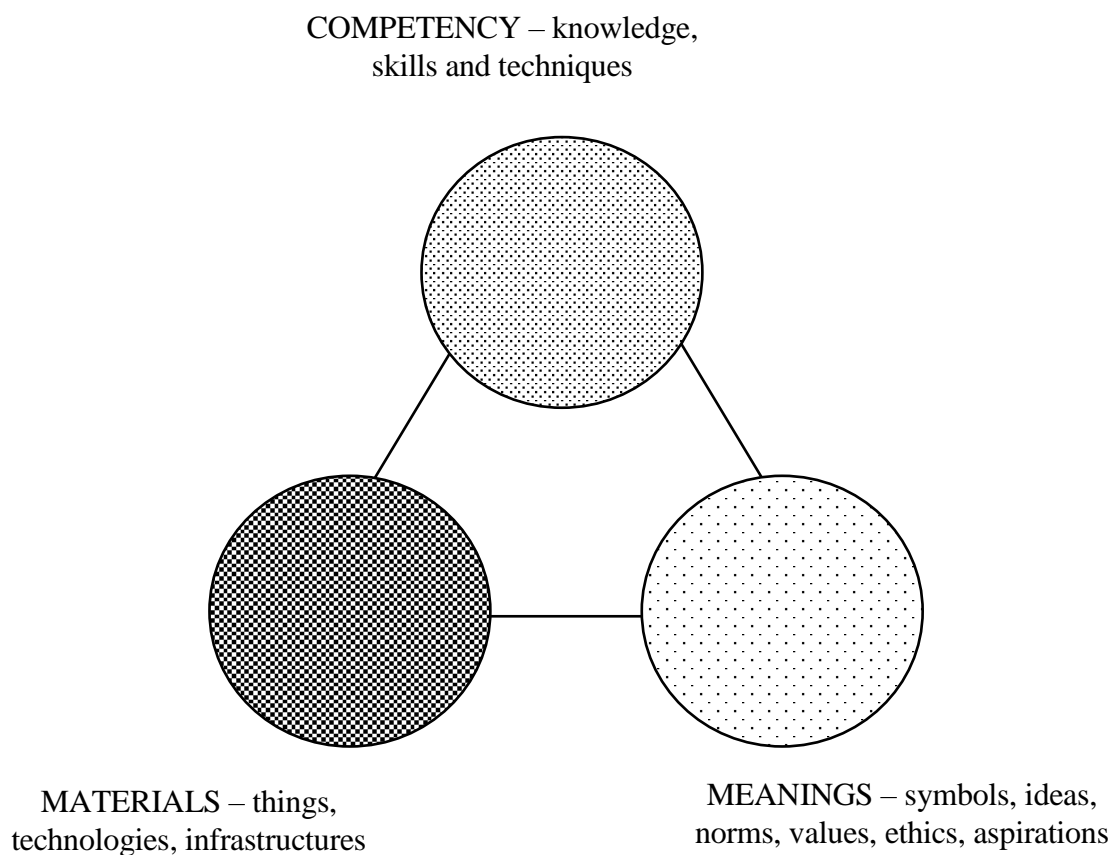 COMPETENCY – knowledge,
skills and techniques
MATERIALS – things,
technologies, infrastructures
MEANINGS – symbols, ideas,
norms, values, ethics, aspirations